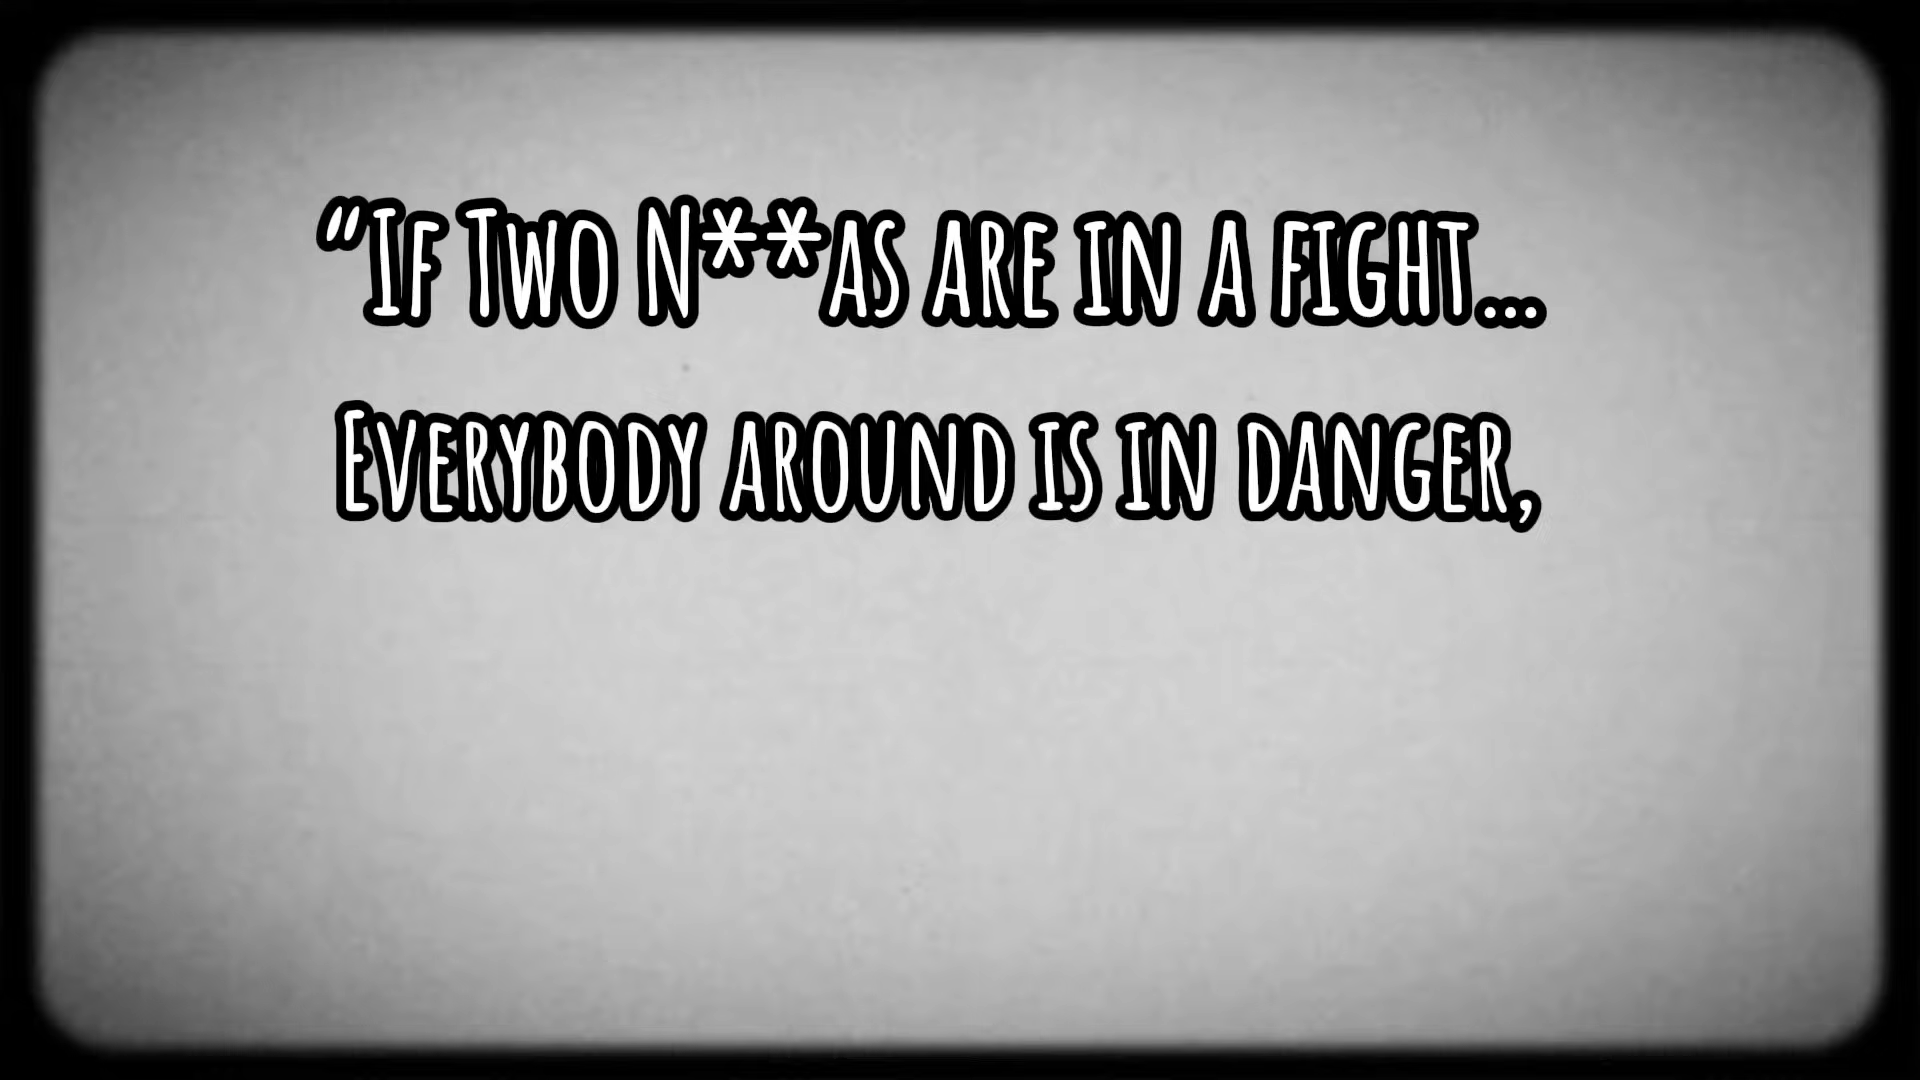 "If Two N**as are in a fight...
Everybody around is in danger,